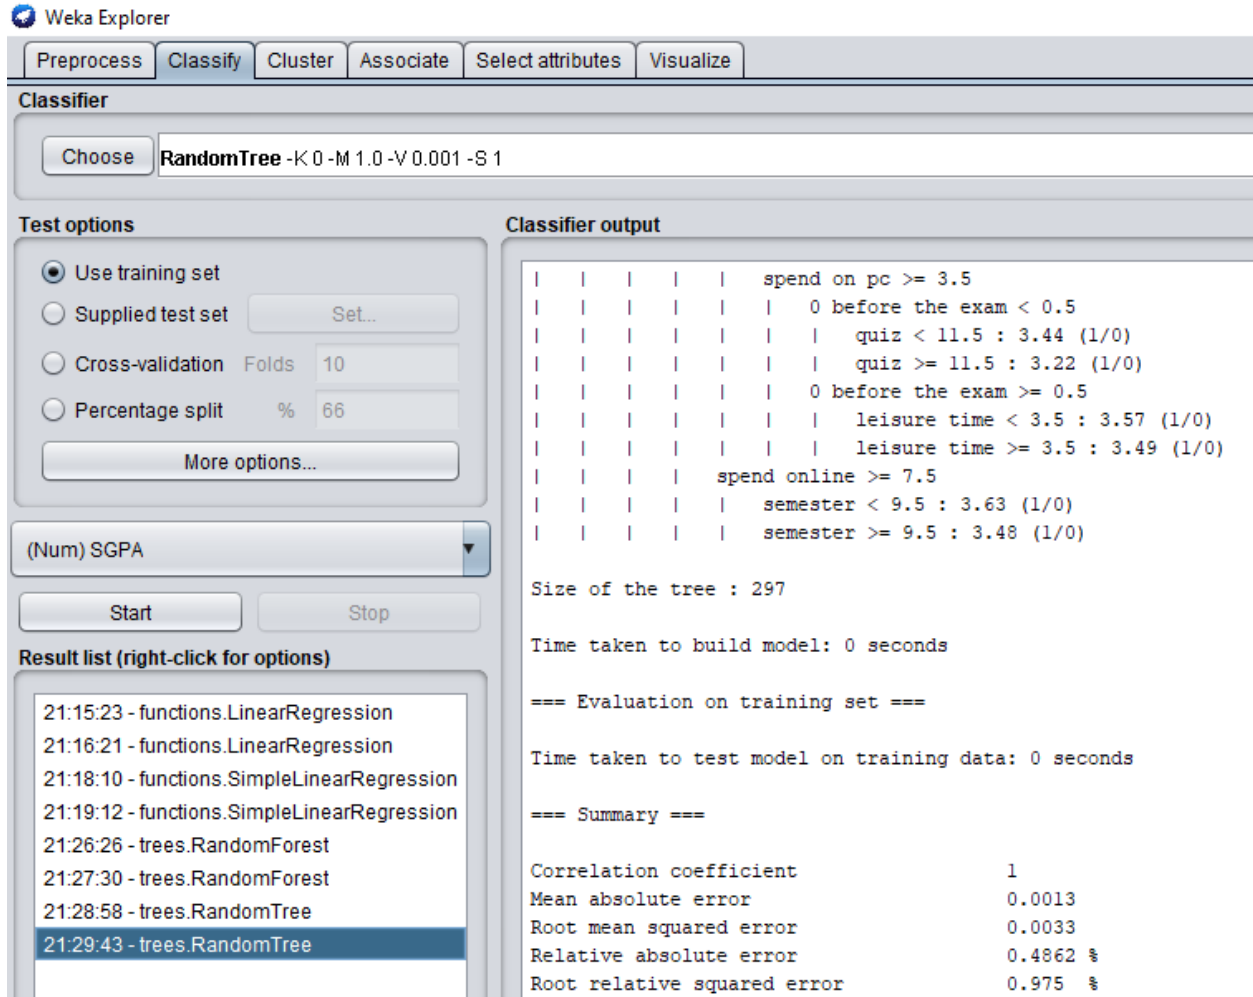 Weka Explorer
Preprocess Classify Cluster Associate Select attributes Visualize
Classifier
Choose RandomTree -K 0 -M 1.0 -V 0.001 -S 1
Test options
Use training set
Supplied test set Set...
Cross-validation Folds 10
Percentage split % 66
More options...
(Num) SGPA
Start Stop
Result list (right-click for options)
21:15:23 - functions.LinearRegression
21:16:21 - functions.LinearRegression
21:18:10 - functions.SimpleLinearRegression
21:19:12 - functions.SimpleLinearRegression
21:26:26 - trees.RandomForest
21:27:30 - trees.RandomForest
21:28:58 - trees.RandomTree
21:29:43 - trees.RandomTree
Classifier output
| | | | | spend on pc >= 3.5
| | | | | | 0 before the exam < 0.5
| | | | | | | quiz < 11.5 : 3.44 (1/0)
| | | | | | | quiz >= 11.5 : 3.22 (1/0)
| | | | | | 0 before the exam >= 0.5
| | | | | | | leisure time < 3.5 : 3.57 (1/0)
| | | | | | | leisure time >= 3.5 : 3.49 (1/0)
| | | | spend online >= 7.5
| | | | | semester < 9.5 : 3.63 (1/0)
| | | | | semester >= 9.5 : 3.48 (1/0)
Size of the tree : 297
Time taken to build model: 0 seconds
=== Evaluation on training set ===
Time taken to test model on training data: 0 seconds
=== Summary ===
Correlation coefficient 1
Mean absolute error 0.0013
Root mean squared error 0.0033
Relative absolute error 0.4862 %
Root relative squared error 0.975 %